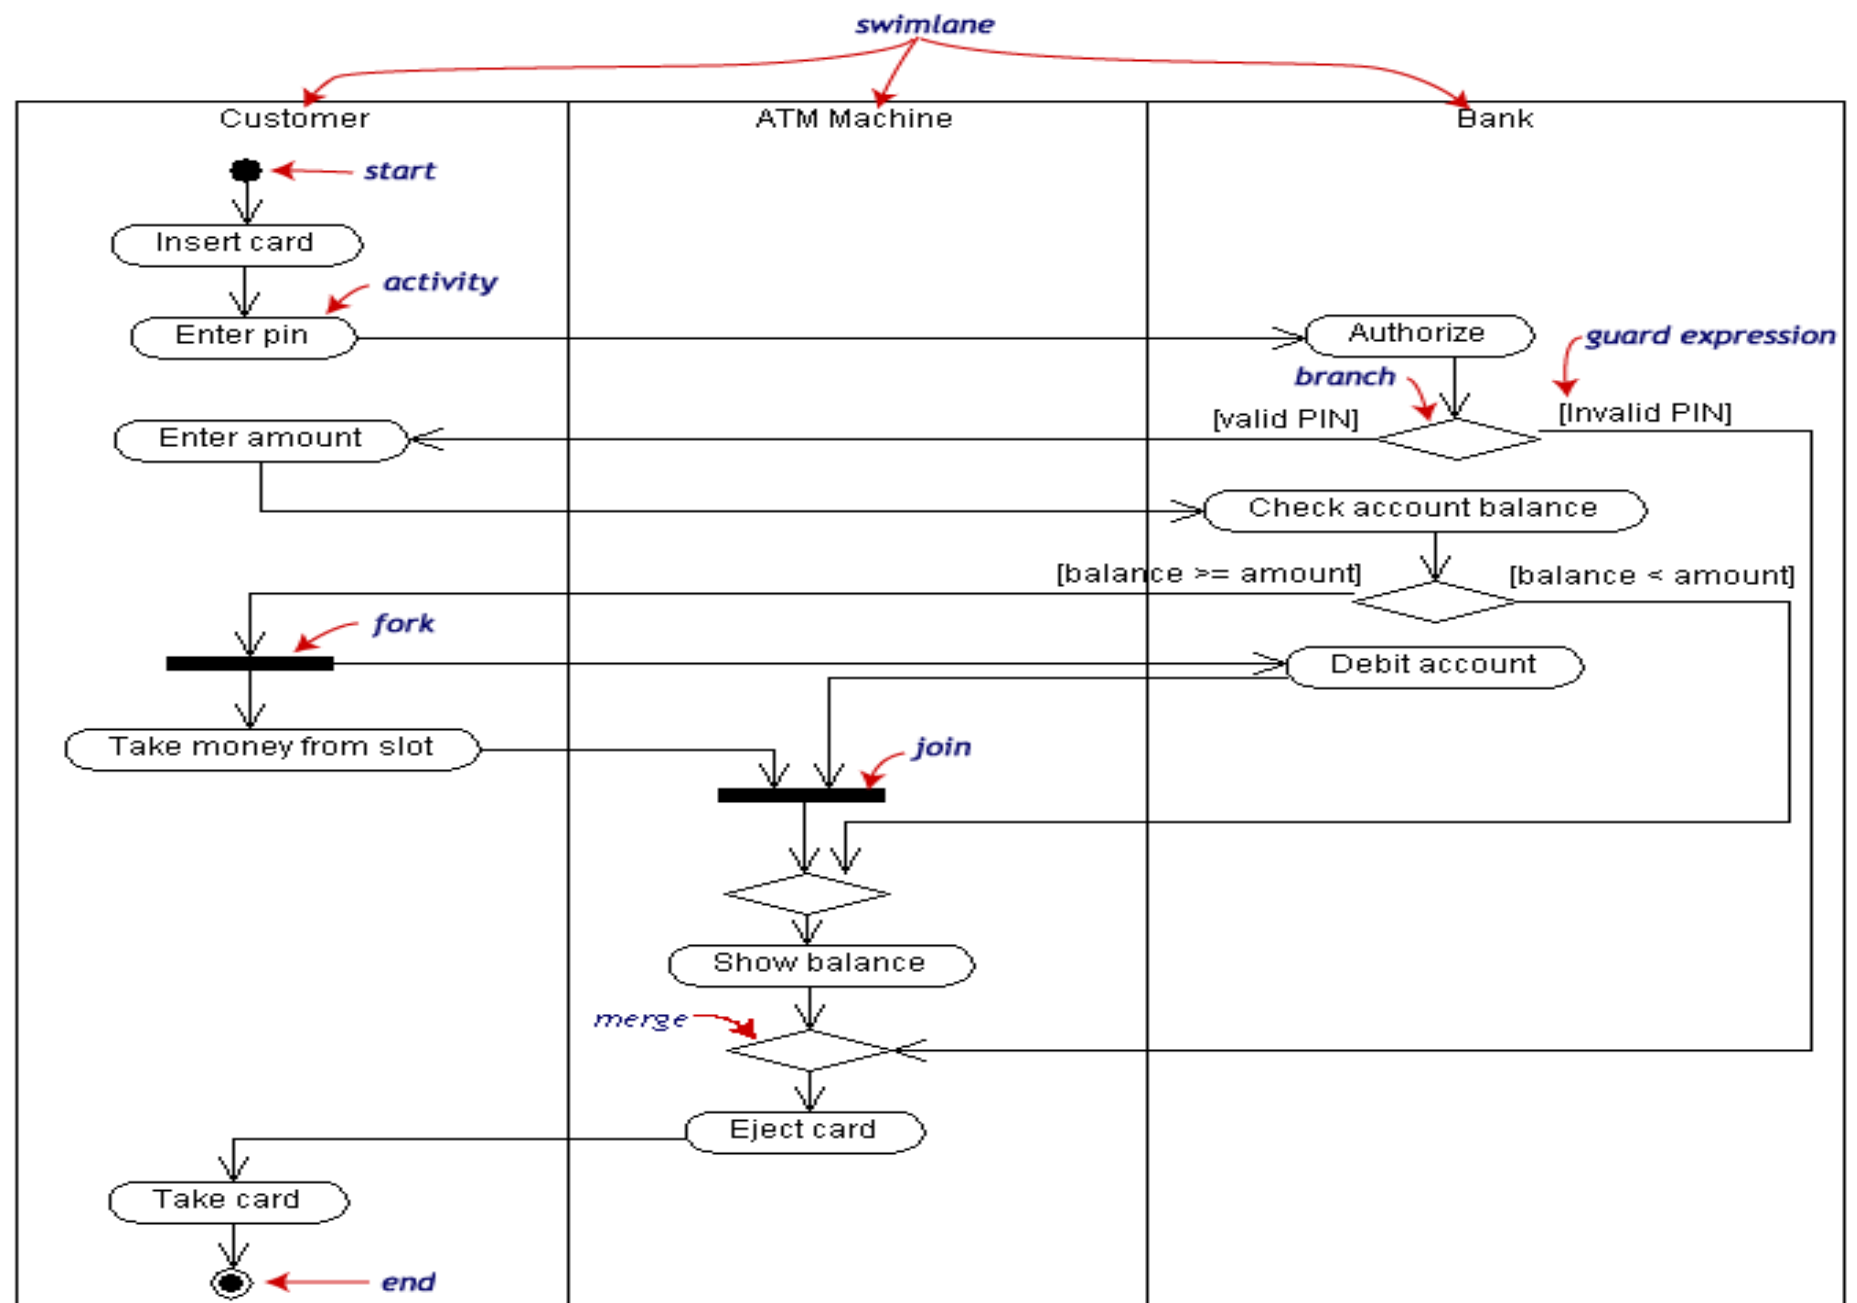 swimlane
Customer
ATM Machine
Bank
start
Insert card
activity
Enter pin
Authorize
guard expression
branch
[valid PIN]
[Invalid PIN]
Enter amount
Check account balance
[balance >= amount]
[balance < amount]
fork
Debit account
Take money from slot
join
Show balance
merge
Eject card
Take card
end